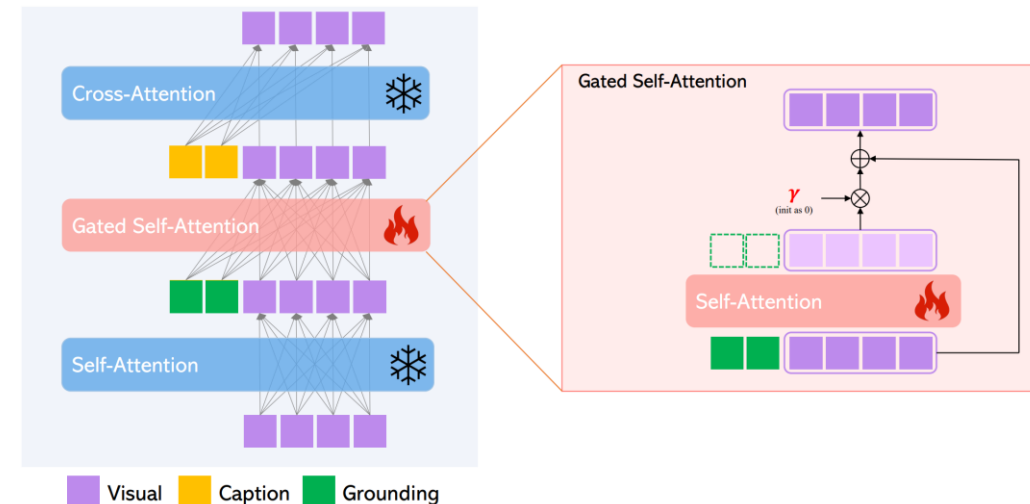 Cross-Attention
Gated Self-Attention
Self-Attention
Visual
Caption
Grounding
Gated Self-Attention
γ
(init as 0)
Self-Attention